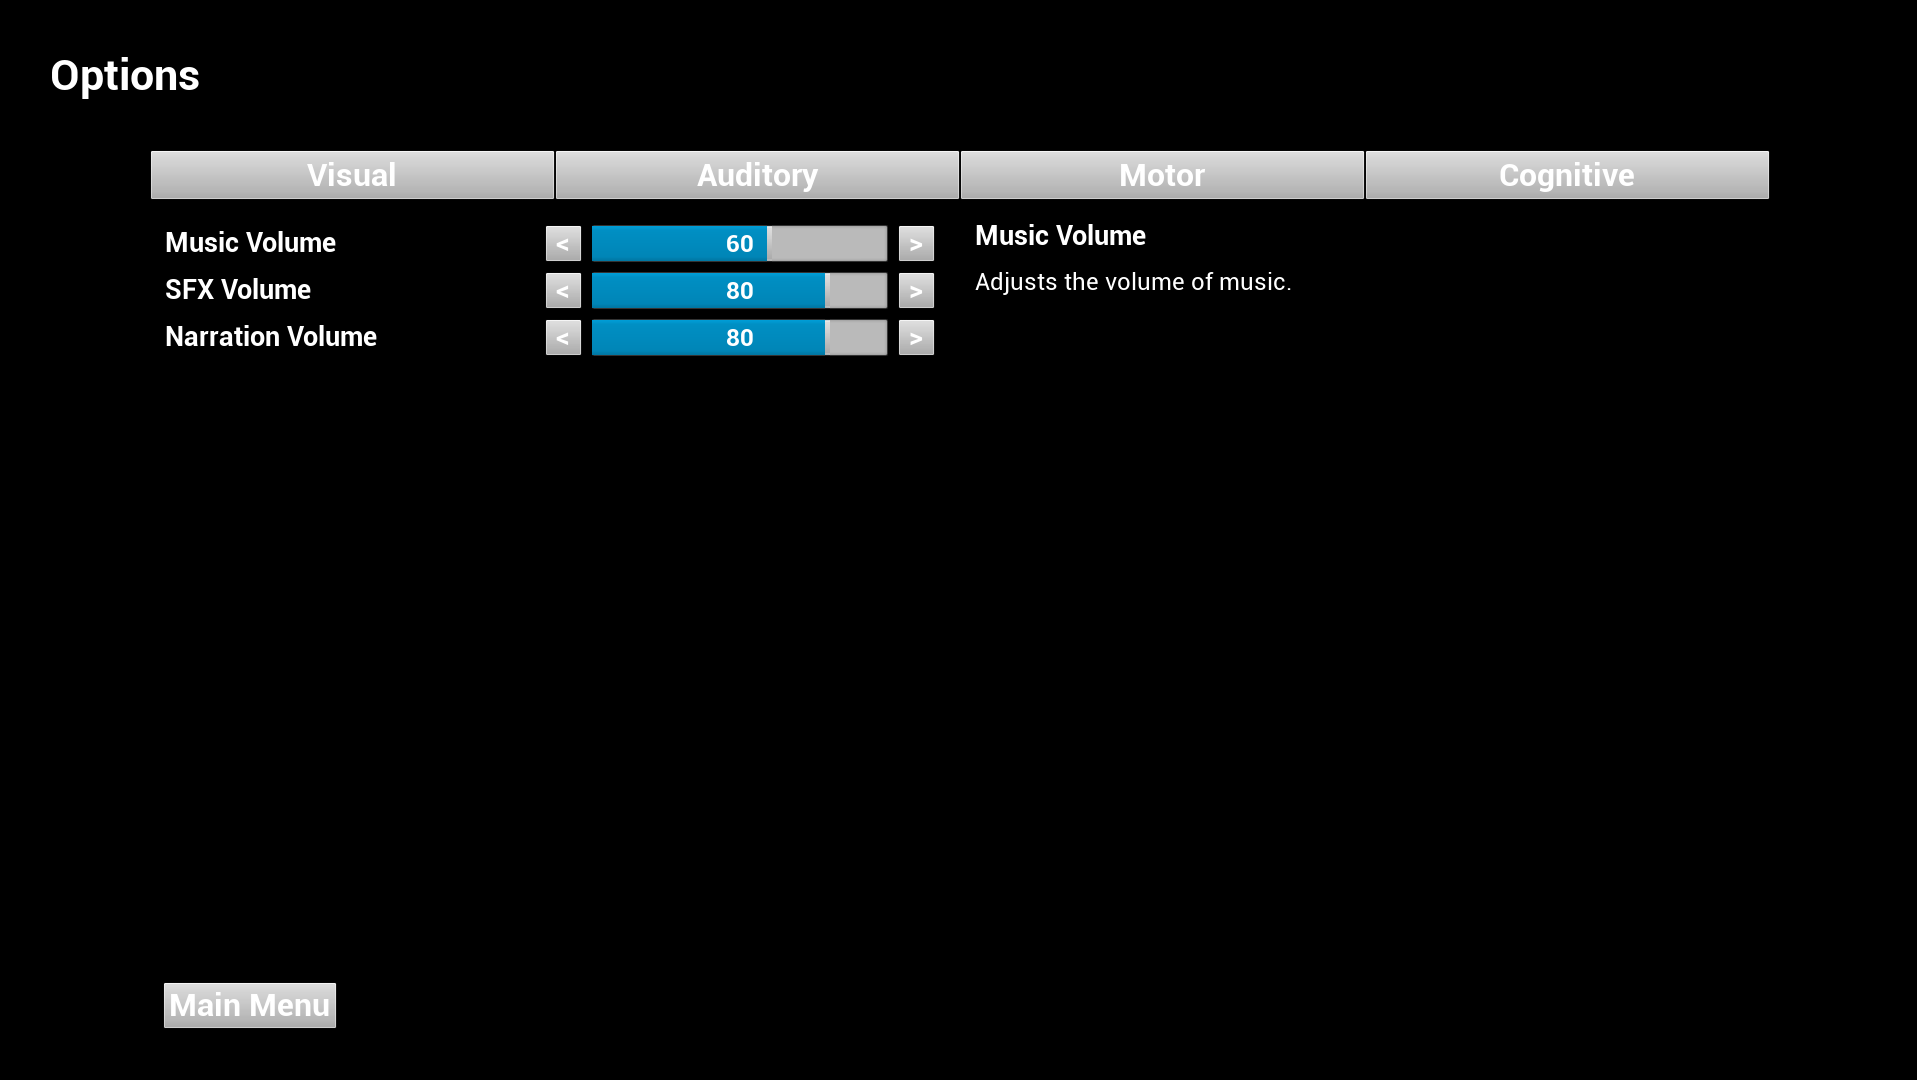 Options
Visual Auditory Motor Cognitive
Music Volume < 60 >
SFX Volume < 80 >
Narration Volume < 80 >
Music Volume
Adjusts the volume of music.
Main Menu